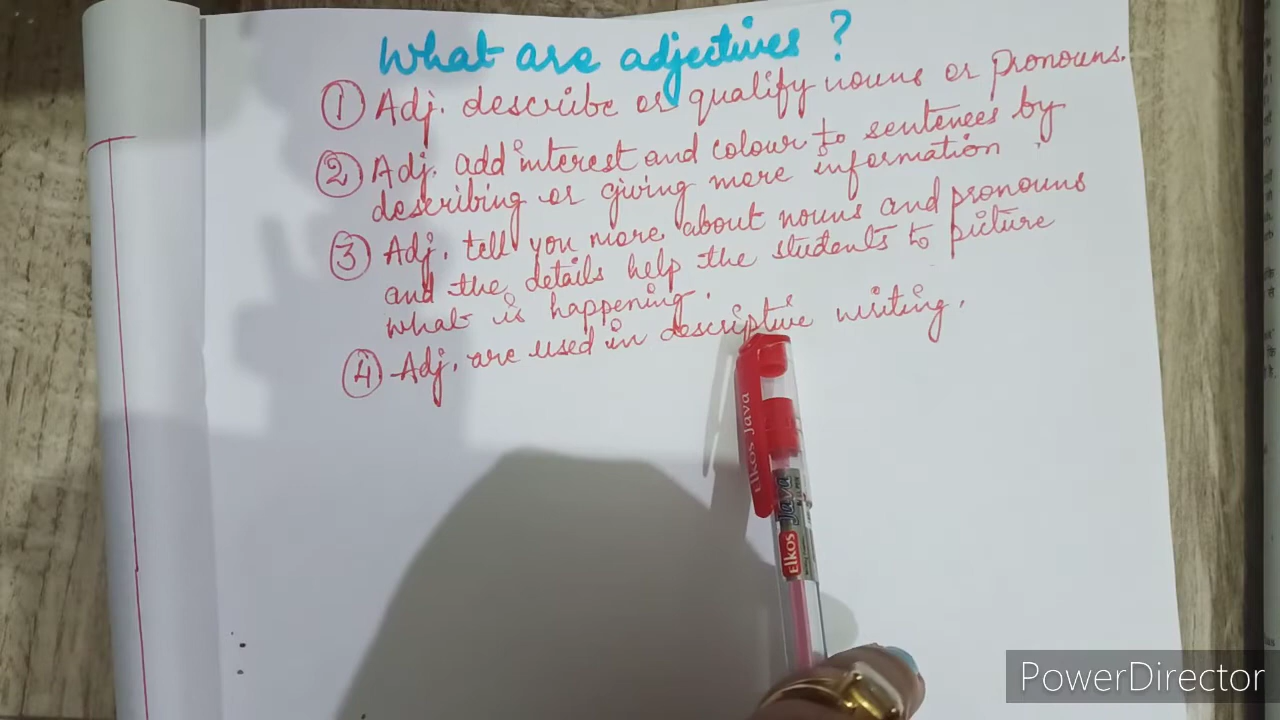 What are adjectives ?
① Adj. describe or qualify nouns or pronouns.
② Adj. add interest and colour to sentences by
describing or giving more information .
③ Adj. tell you more about nouns and pronouns
and the details help the students to picture
what is happening.
④ Adj. are used in descriptive writing.
Elkos Java
Elkos Java
PowerDirector